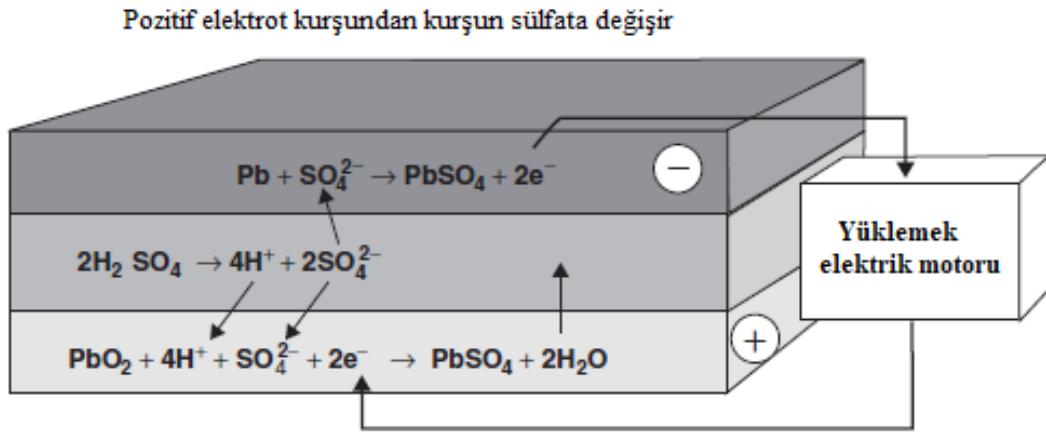 Pozitif elektrot kurşundan kurşun sülfata değişir
Pb + SO₄²⁻ → PbSO₄ + 2e⁻
−
2H₂ SO₄ → 4H⁺ + 2SO₄²⁻
Yüklemek
elektrik motoru
PbO₂ + 4H⁺ + SO₄²⁻ + 2e⁻ → PbSO₄ + 2H₂O
+